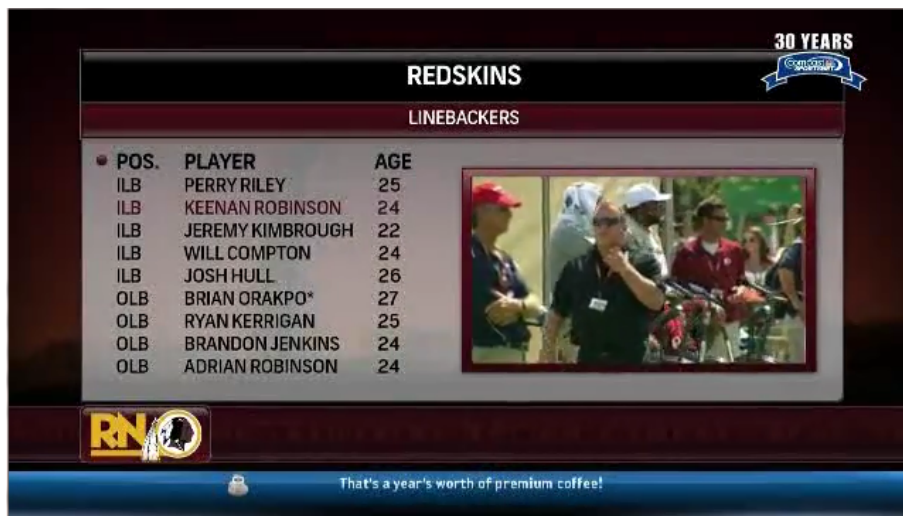 30 YEARS
comcast
SPORTSNET
REDSKINS
LINEBACKERS
POS. PLAYER AGE
ILB PERRY RILEY 25
ILB KEENAN ROBINSON 24
ILB JEREMY KIMBROUGH 22
ILB WILL COMPTON 24
ILB JOSH HULL 26
OLB BRIAN ORAKPO* 27
OLB RYAN KERRIGAN 25
OLB BRANDON JENKINS 24
OLB ADRIAN ROBINSON 24
RN
That's a year's worth of premium coffee!